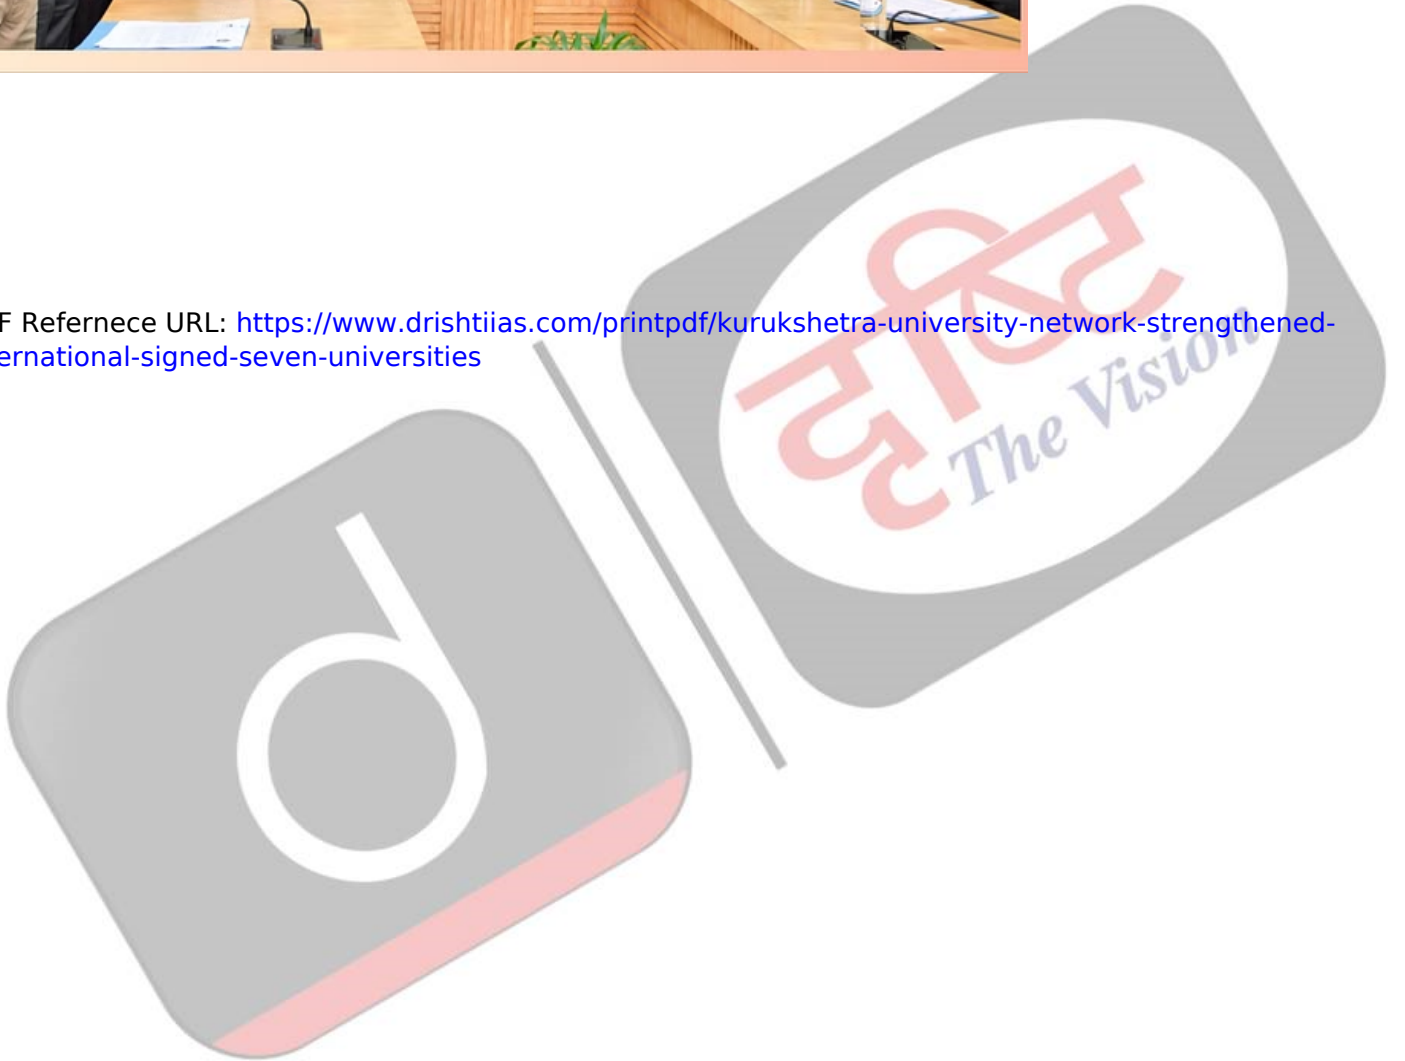 दृष्टि
F Refernece URL: https://www.drishtiias.com/printpdf/kurukshetra-university-network-strengthened-
ernational-signed-seven-universities
The Vision
d